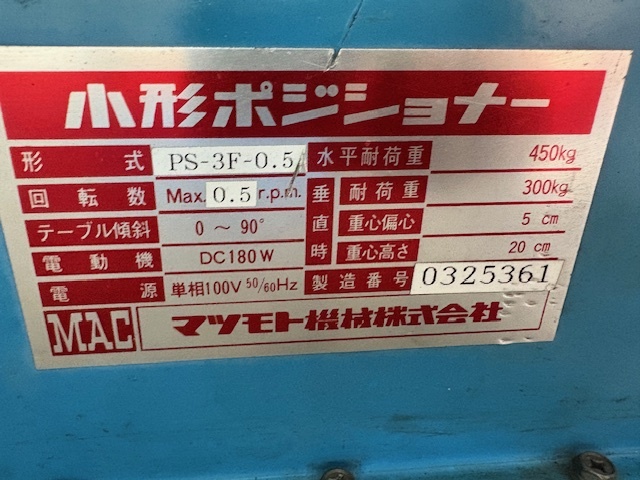 小形ポジショナー
形式 PS-3F-0.5 水平耐荷重 450kg
回転数 Max. 0.5 r.p.m. 垂直時 耐荷重 300kg
テーブル傾斜 0 ～ 90° 重心偏心 5 cm
電動機 DC180W 重心高さ 20 cm
電源 単相100V 50/60Hz 製造番号 0325361
MAC マツモト機械株式会社